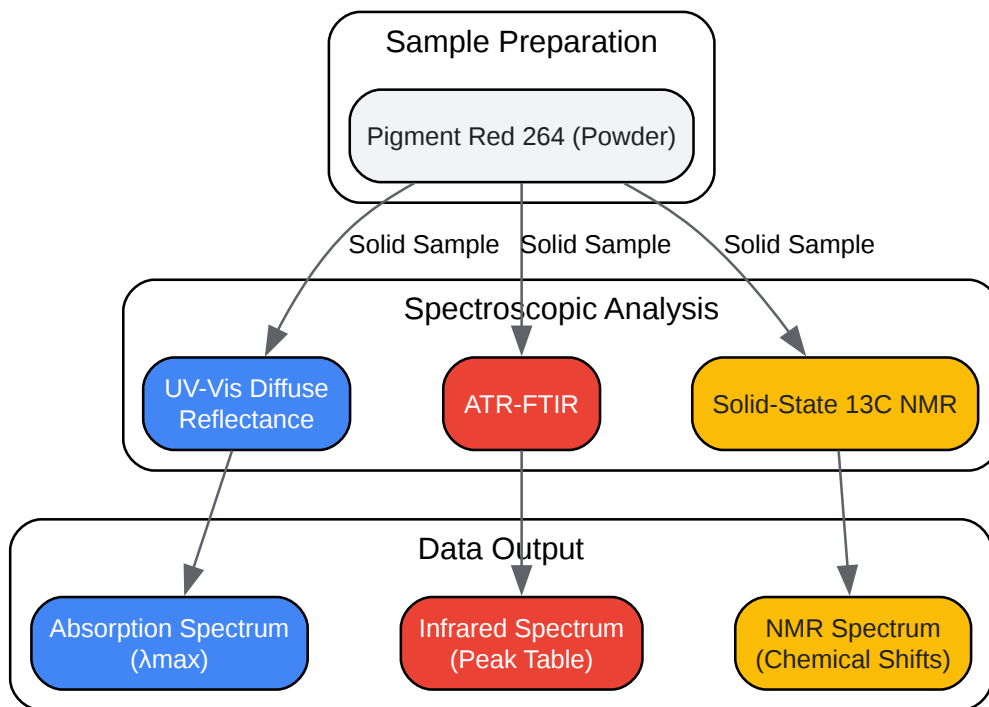 Sample Preparation
Pigment Red 264 (Powder)
Solid Sample
Solid Sample
Solid Sample
Spectroscopic Analysis
UV-Vis Diffuse
Reflectance
ATR-FTIR
Solid-State 13C NMR
Data Output
Absorption Spectrum
(λmax)
Infrared Spectrum
(Peak Table)
NMR Spectrum
(Chemical Shifts)